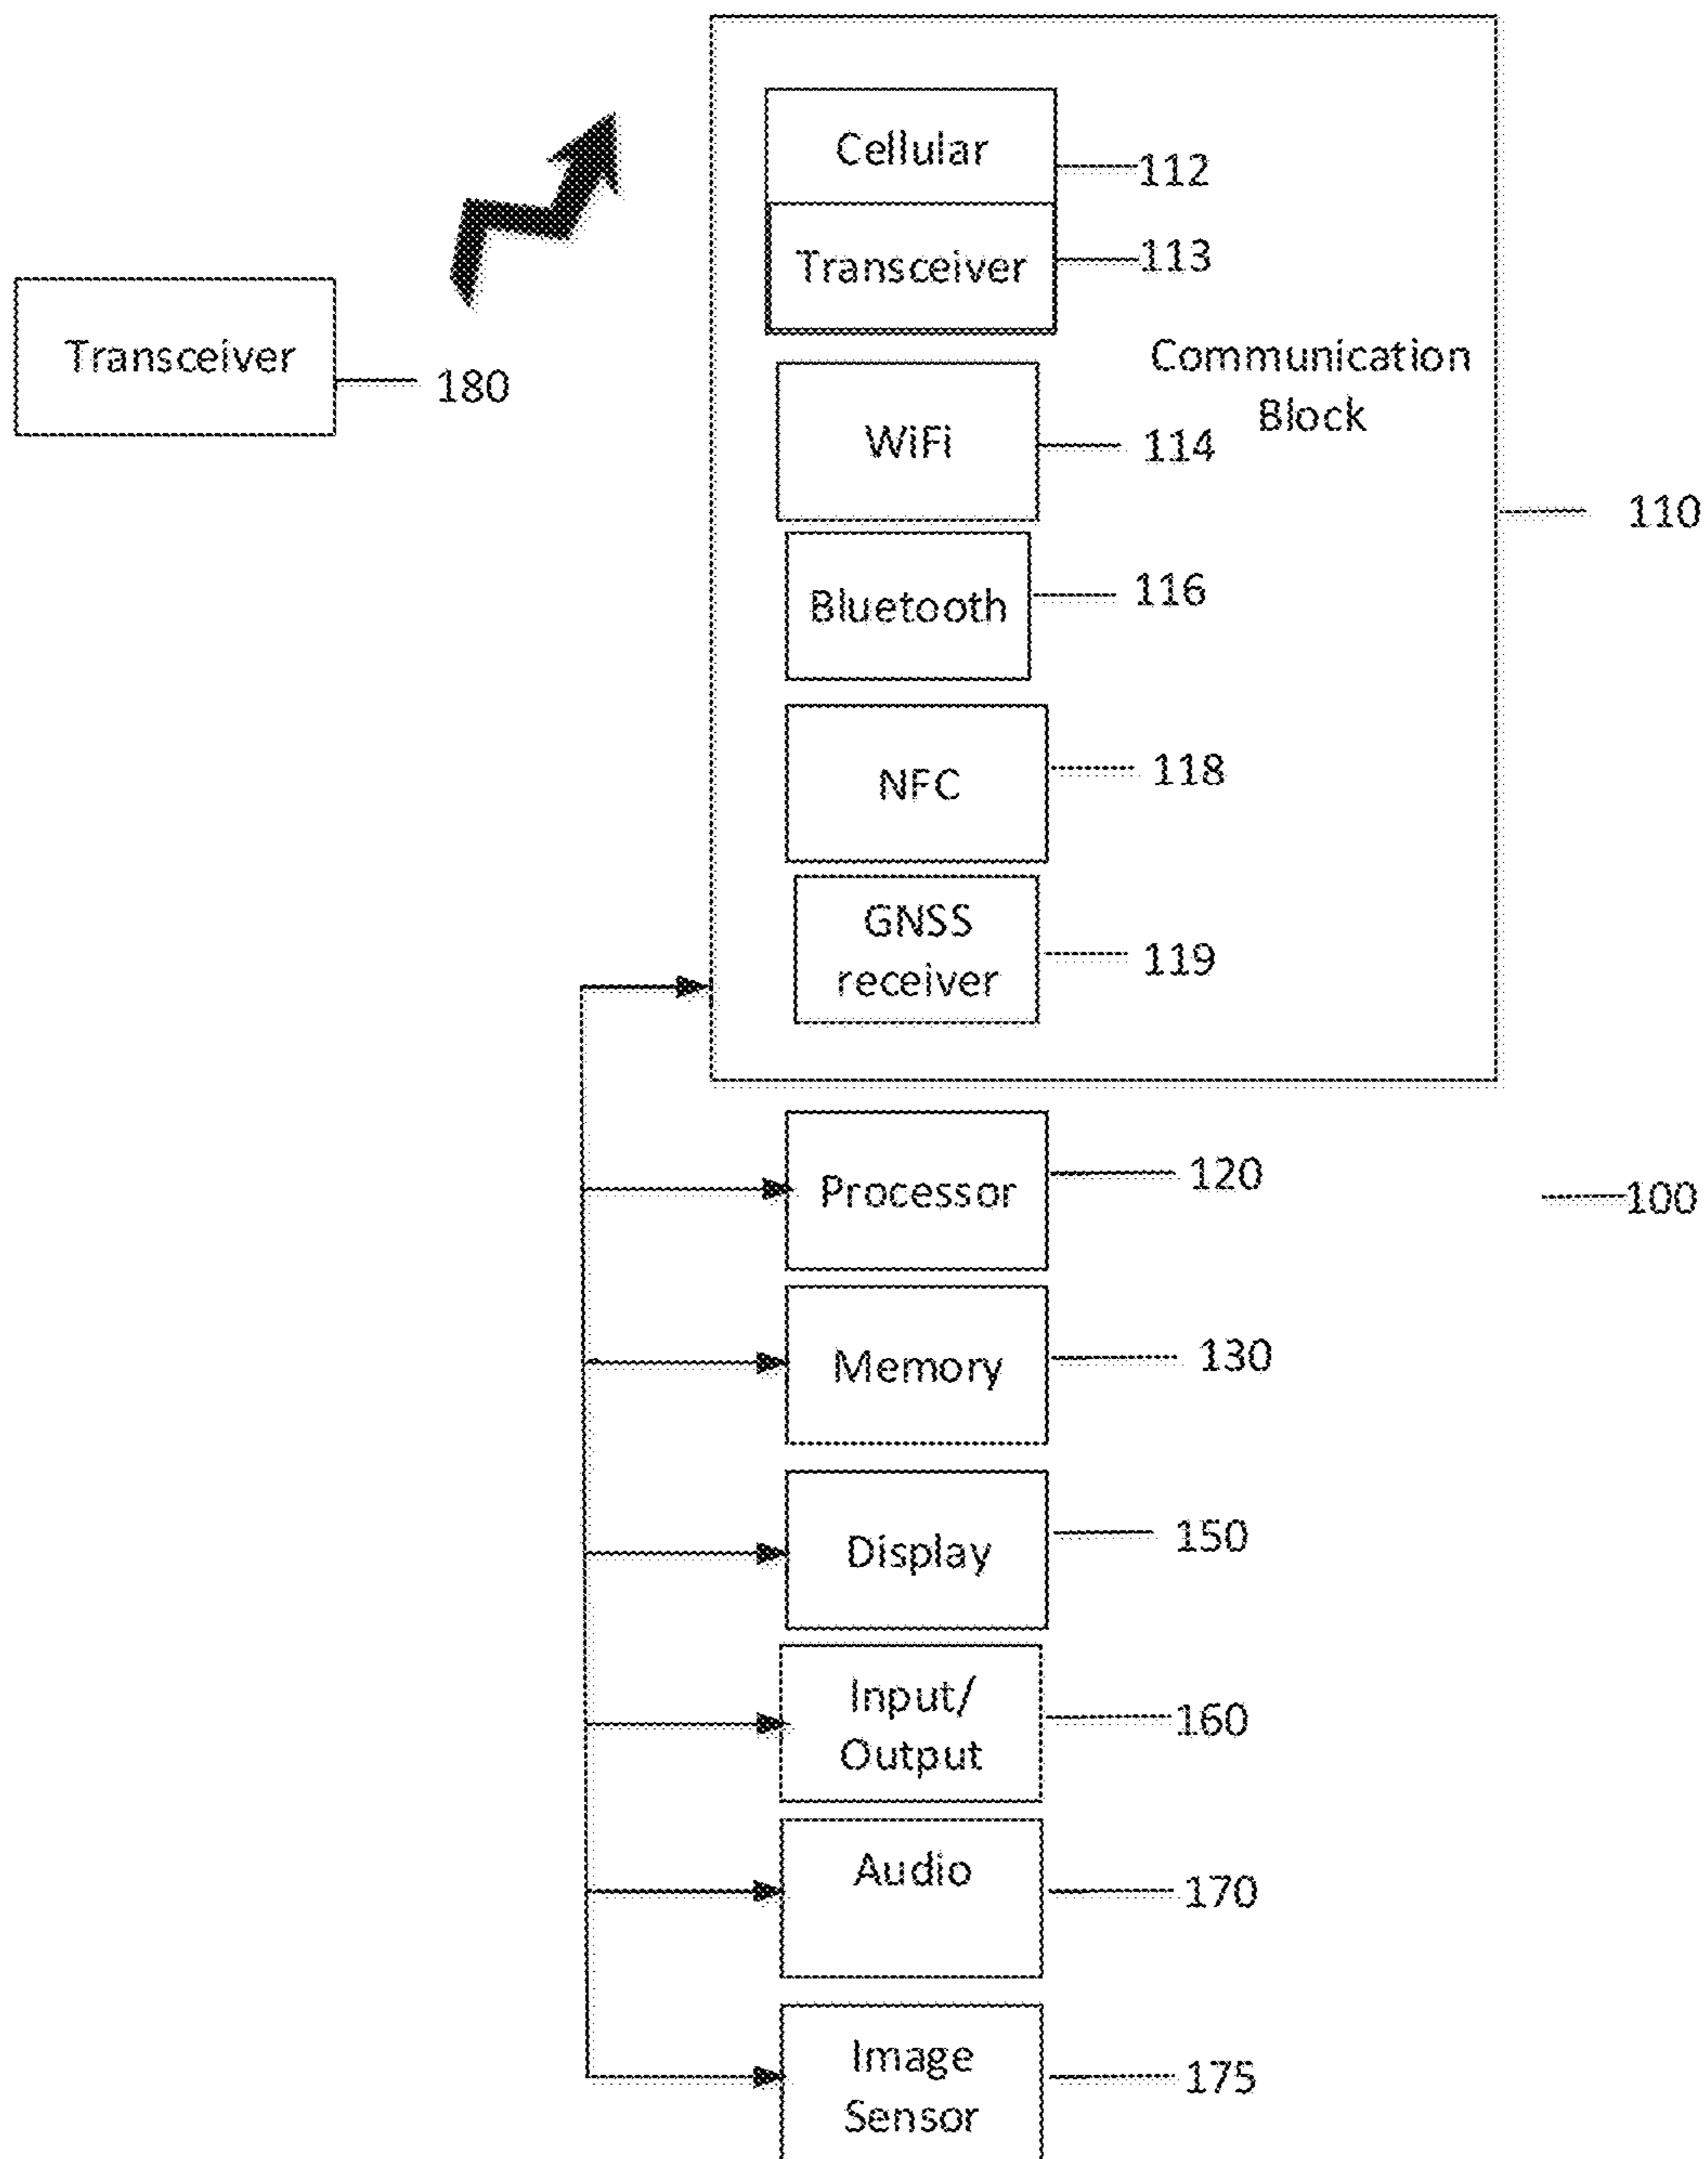 Cellular
112
Transceiver
113
Transceiver
180
Communication
Block
WiFi
114
110
Bluetooth
116
NFC
118
GNSS
receiver
119
Processor
120
100
Memory
130
Display
150
Input/
Output
160
Audio
170
Image
Sensor
175